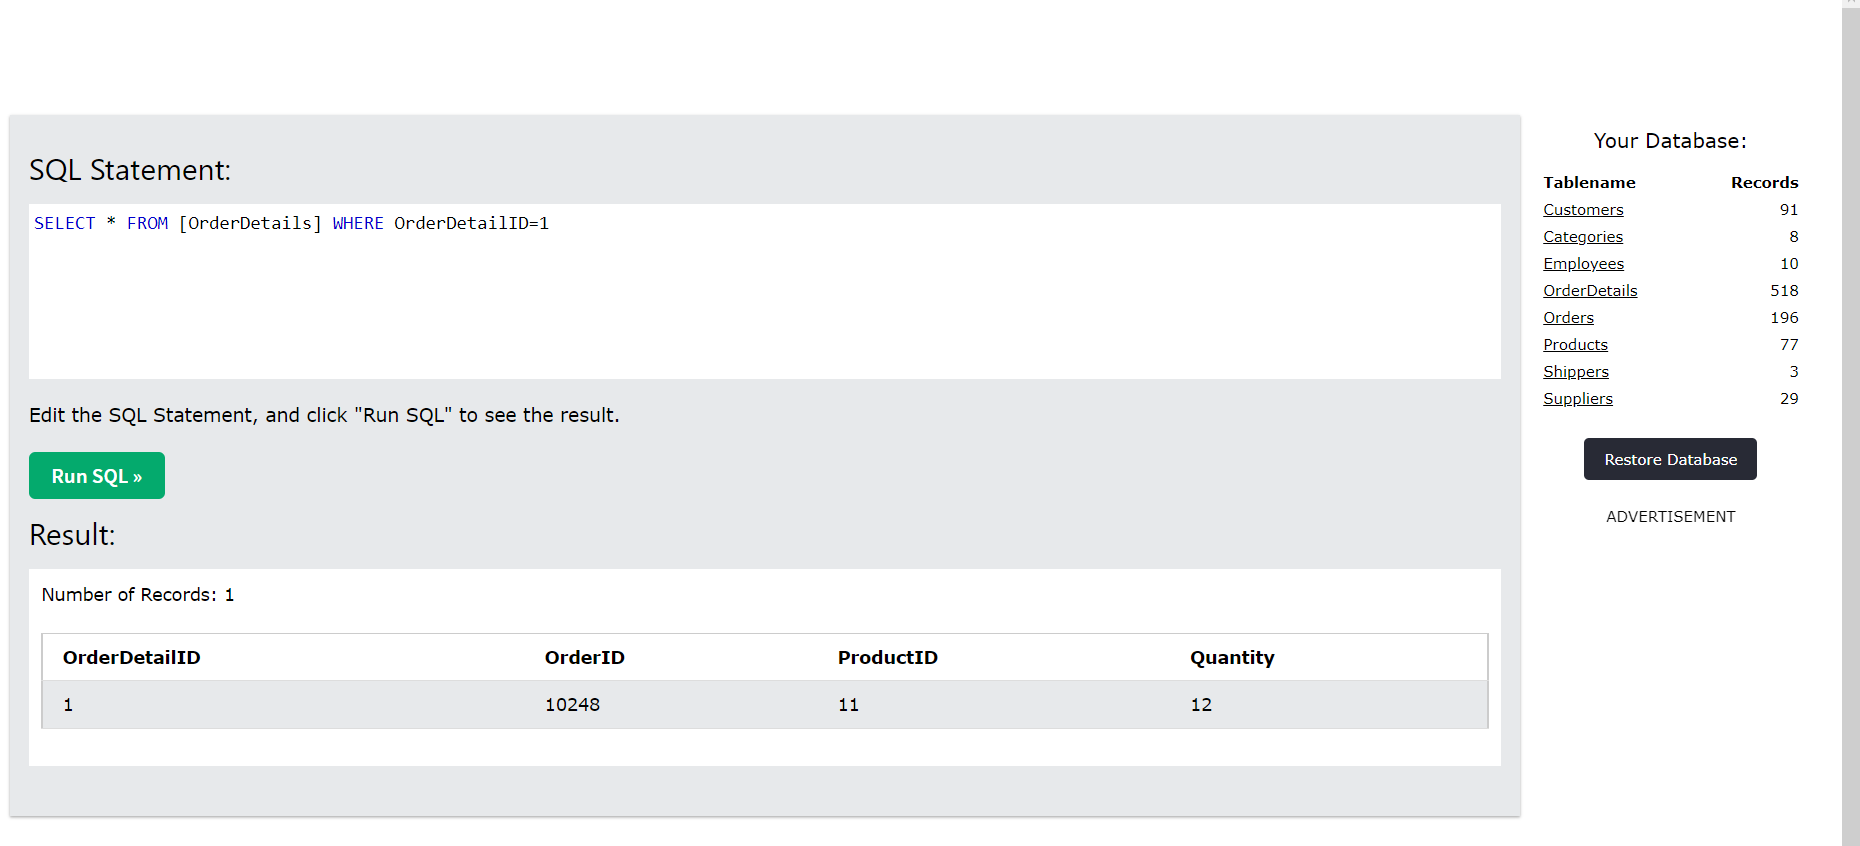 SQL Statement:
SELECT * FROM [OrderDetails] WHERE OrderDetailID=1
Edit the SQL Statement, and click "Run SQL" to see the result.
Run SQL »
Result:
Number of Records: 1
OrderDetailID OrderID ProductID Quantity
1 10248 11 12
Your Database:
Tablename Records
Customers 91
Categories 8
Employees 10
OrderDetails 518
Orders 196
Products 77
Shippers 3
Suppliers 29
Restore Database
ADVERTISEMENT